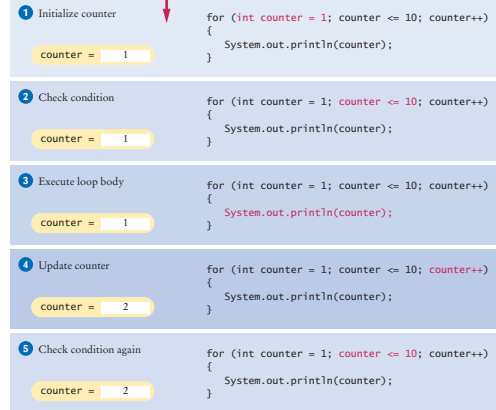 1 Initialize counter
for (int counter = 1; counter <= 10; counter++)
{
System.out.println(counter);
}
counter = 1
2 Check condition
for (int counter = 1; counter <= 10; counter++)
{
System.out.println(counter);
}
counter = 1
3 Execute loop body
for (int counter = 1; counter <= 10; counter++)
{
System.out.println(counter);
}
counter = 1
4 Update counter
for (int counter = 1; counter <= 10; counter++)
{
System.out.println(counter);
}
counter = 2
5 Check condition again
for (int counter = 1; counter <= 10; counter++)
{
System.out.println(counter);
}
counter = 2